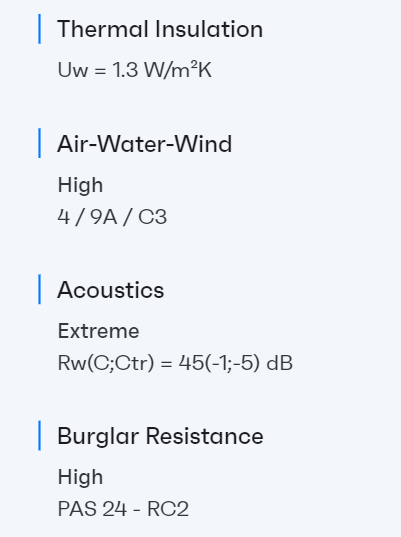 Thermal Insulation
Uw = 1.3 W/m²K
Air-Water-Wind
High
4 / 9A / C3
Acoustics
Extreme
Rw(C;Ctr) = 45(-1;-5) dB
Burglar Resistance
High
PAS 24 - RC2